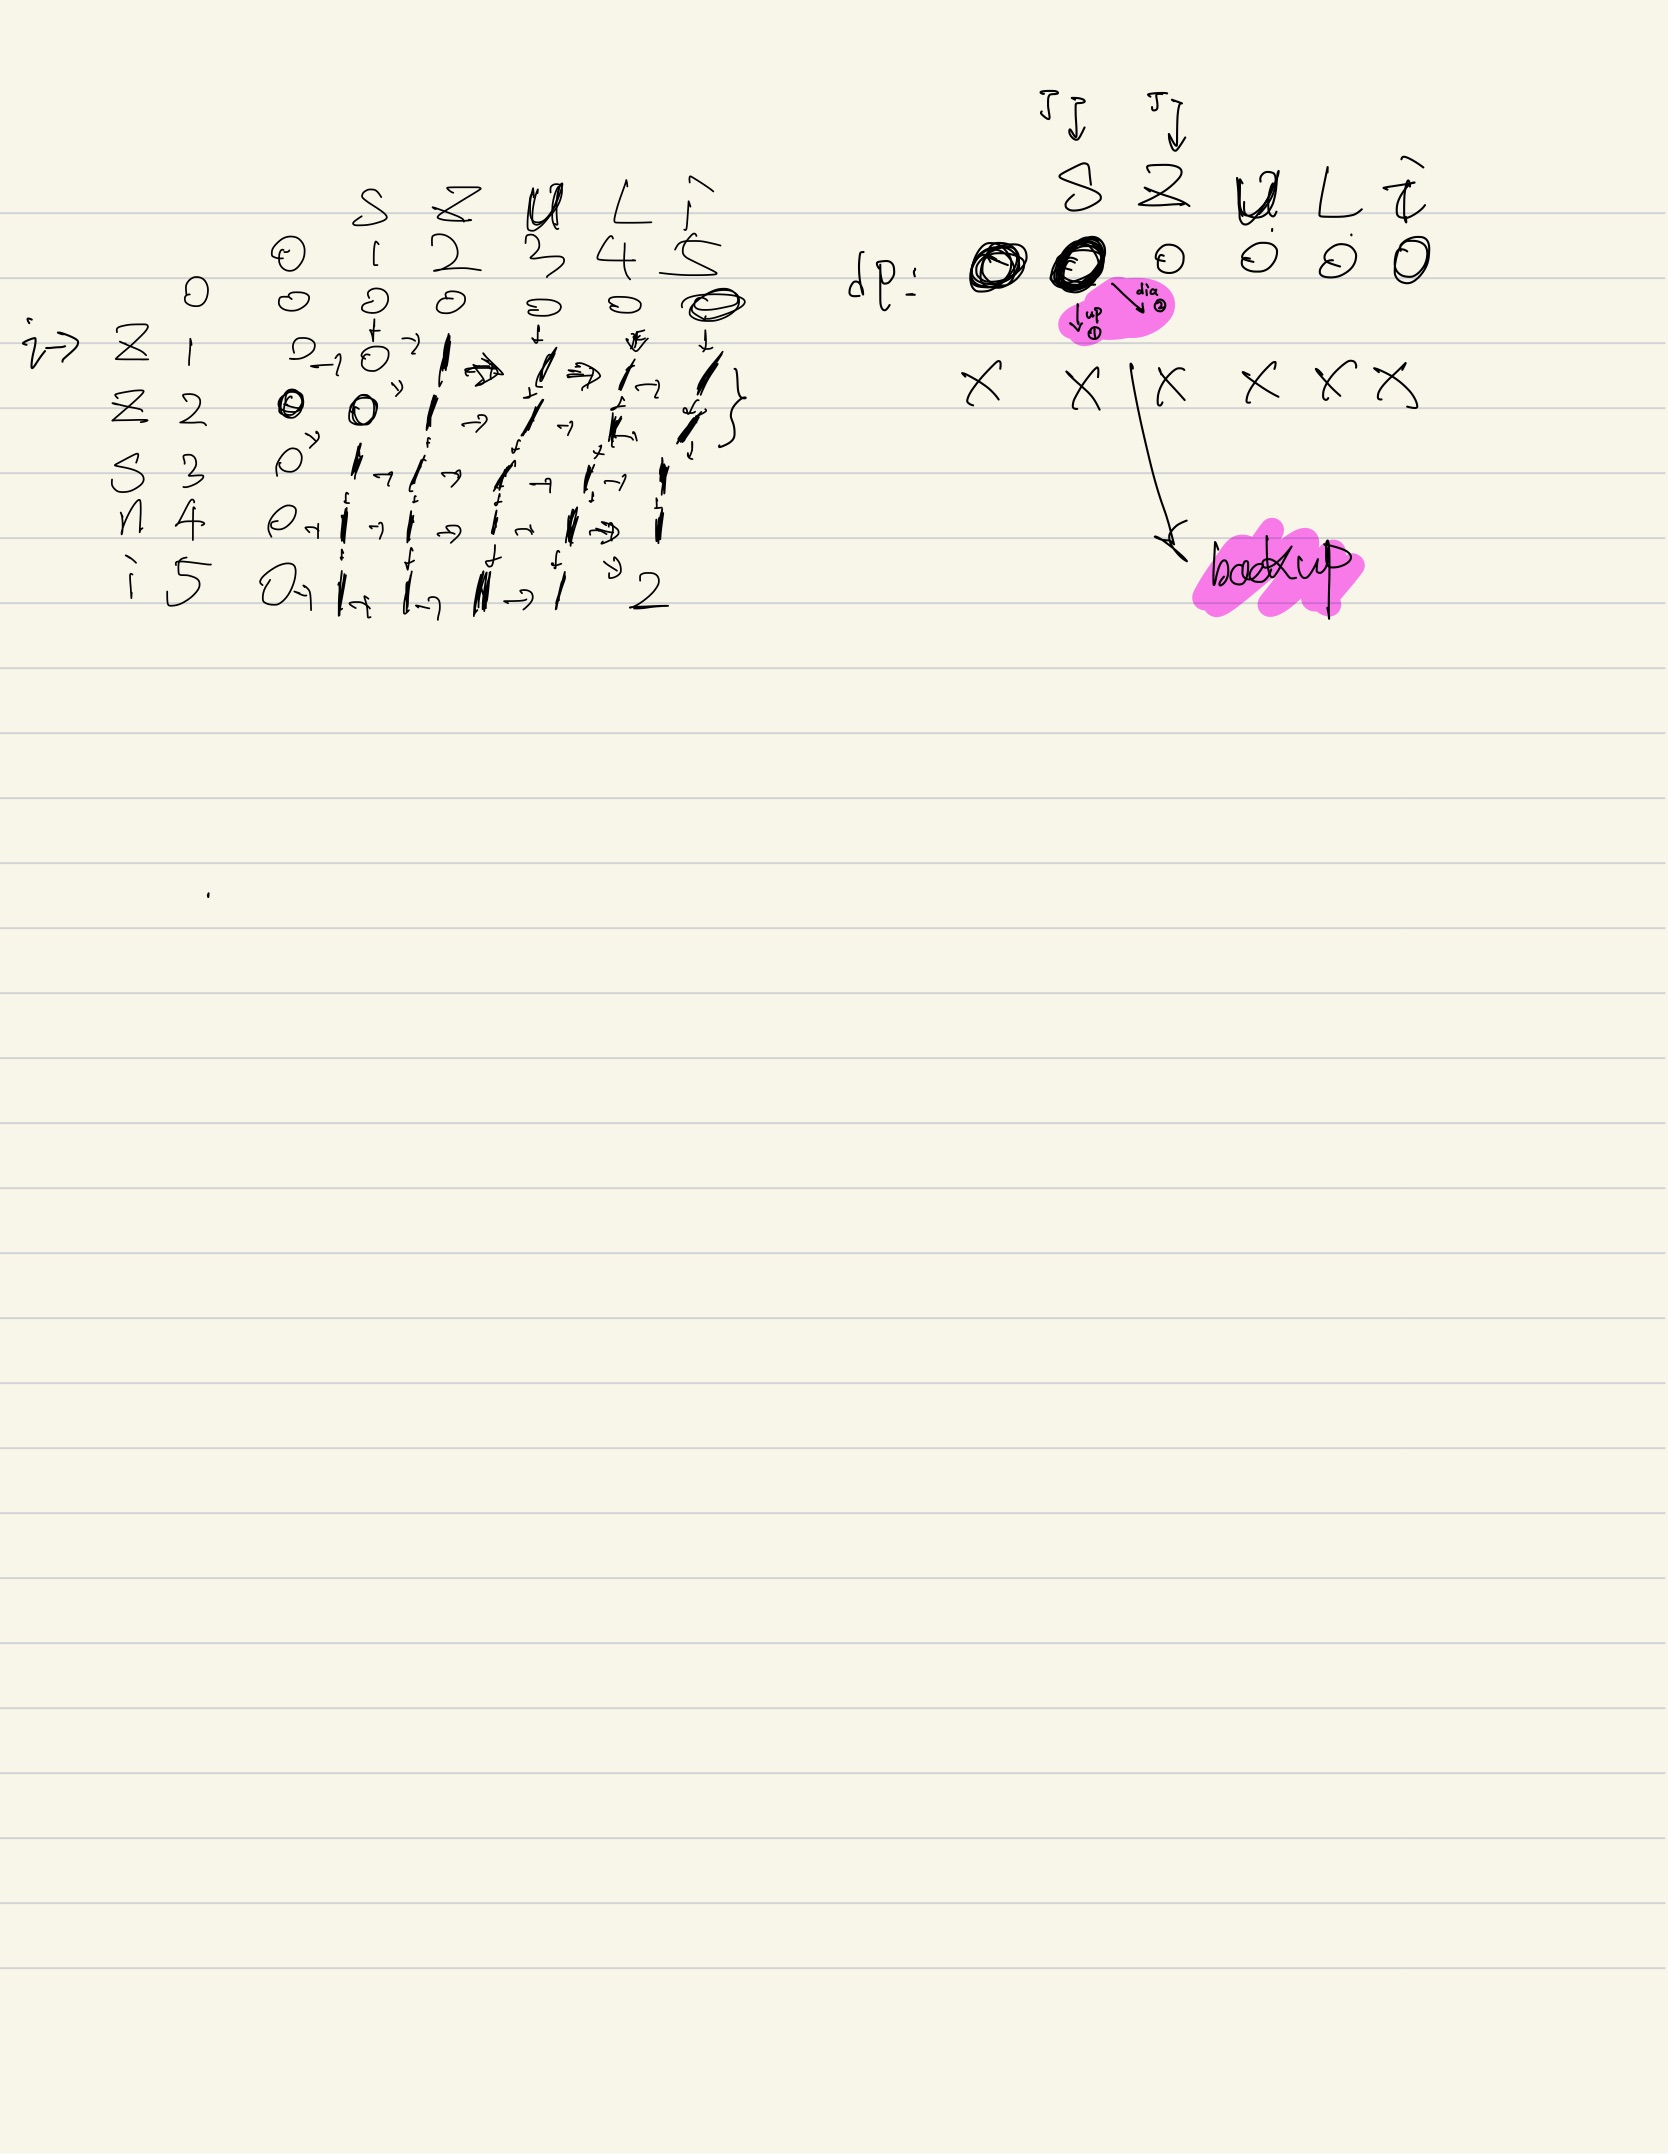 S Z U L i
0 1 2 3 4 5
0 0 0 0 0 0 0
i → Z 1 0 → 0 1 1 1 1
Z 2 0 0 1 1 1 1 }
S 3 0 1 1 1 1 1
n 4 0 1 1 1 1 1
i 5 0 1 1 1 1 2
J J
S Z U L i
dp: 0 0 0 0 0 0
up ① dia ②
X X X X X X
backup